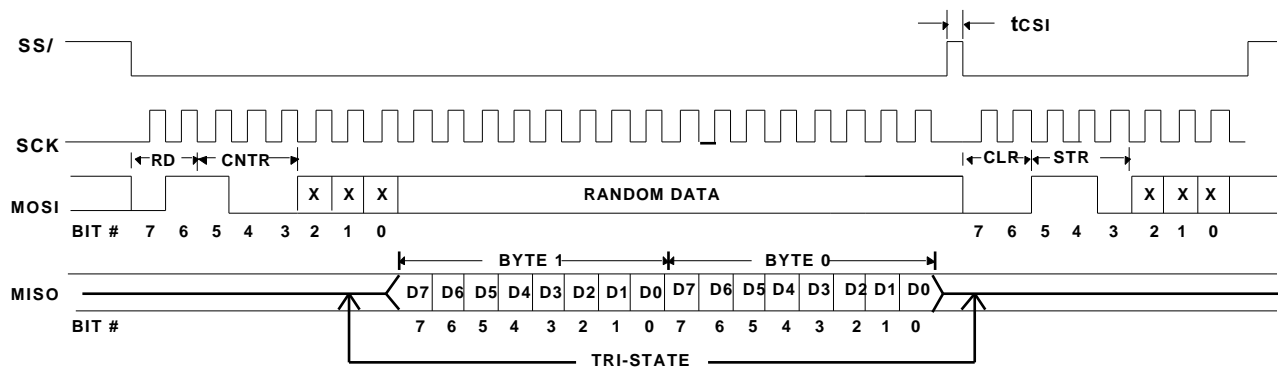 tCSI
SS/
SCK
RD CNTR CLR STR
MOSI X X X RANDOM DATA X X X
BIT # 7 6 5 4 3 2 1 0 7 6 5 4 3 2 1 0
BYTE 1 BYTE 0
MISO D7 D6 D5 D4 D3 D2 D1 D0 D7 D6 D5 D4 D3 D2 D1 D0
BIT # 7 6 5 4 3 2 1 0 7 6 5 4 3 2 1 0
TRI-STATE